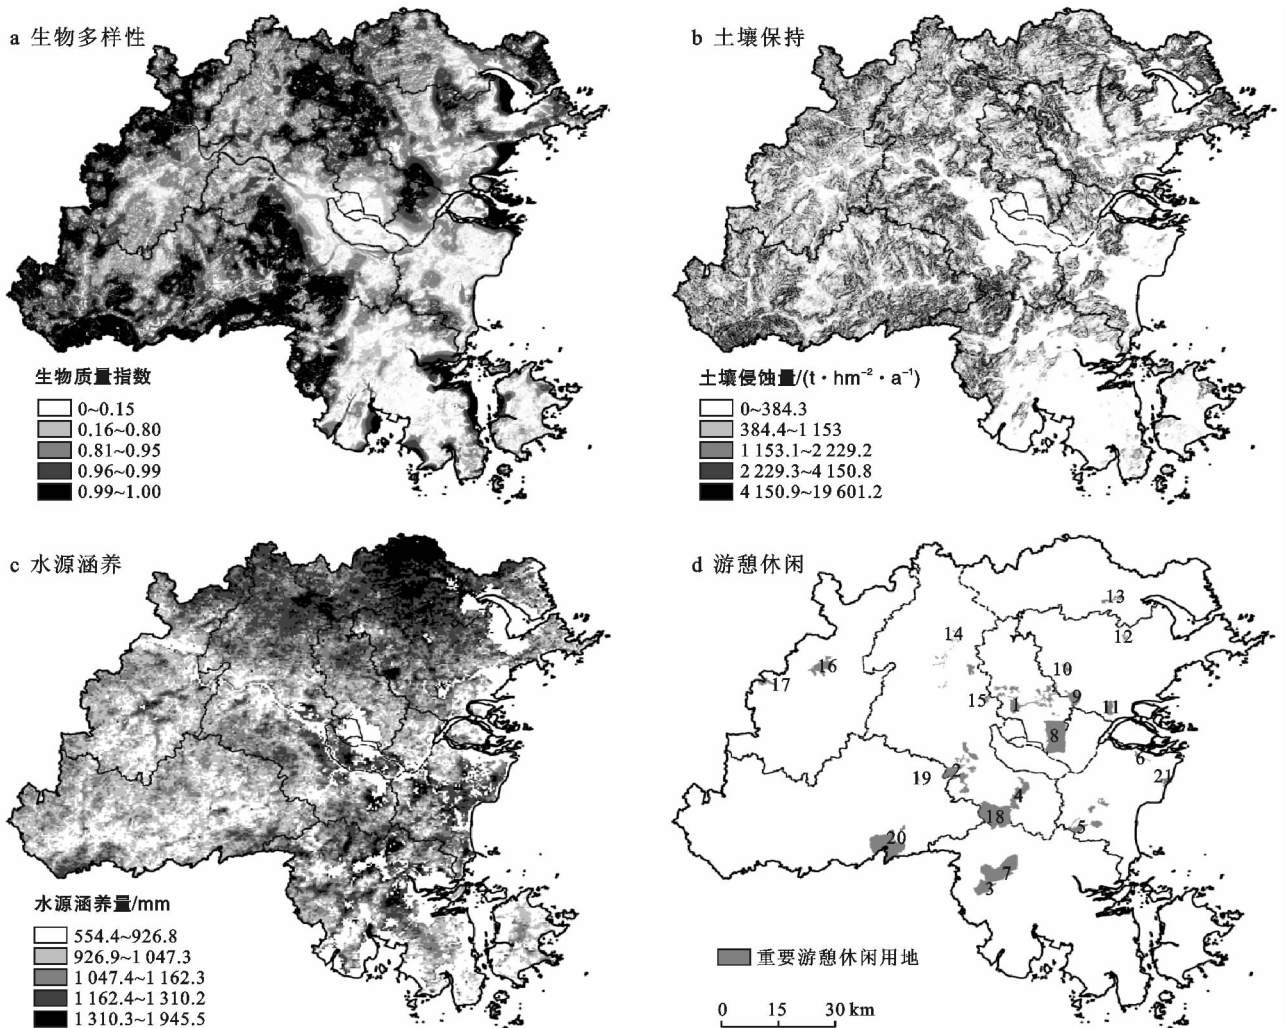 a 生物多样性
生物质量指数
0~0.15
0.16~0.80
0.81~0.95
0.96~0.99
0.99~1.00
b 土壤保持
土壤侵蚀量/(t·hm⁻²·a⁻¹)
0~384.3
384.4~1 153
1 153.1~2 229.2
2 229.3~4 150.8
4 150.9~19 601.2
c 水源涵养
水源涵养量/mm
554.4~926.8
926.9~1 047.3
1 047.4~1 162.3
1 162.4~1 310.2
1 310.3~1 945.5
d 游憩休闲
13
12
14
16
17
10
15
1
9
11
8
6
19
2
21
4
18
5
20
7
3
重要游憩休闲用地
0 15 30 km